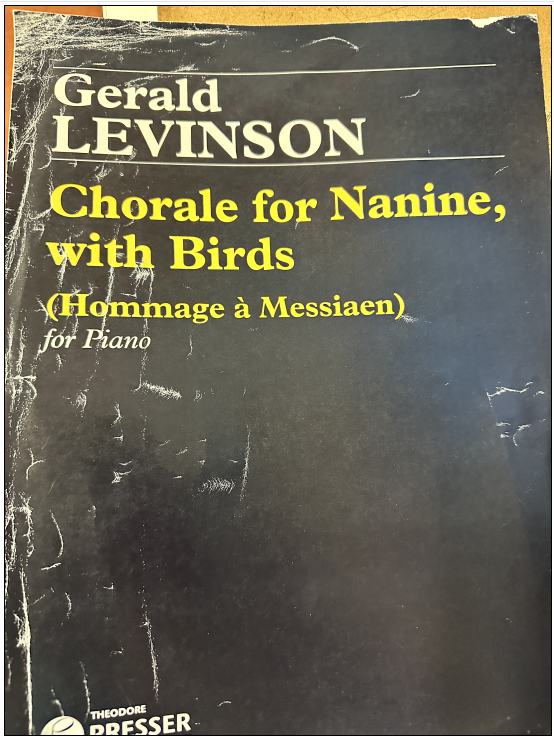 Gerald
LEVINSON
Chorale for Nanine,
with Birds
(Hommage à Messiaen)
for Piano
THEODORE
PRESSER